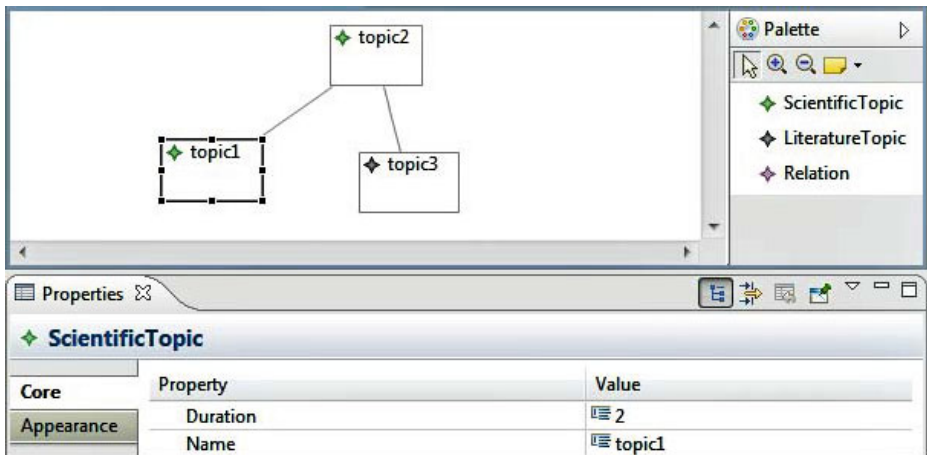 topic2
topic1
topic3
Palette
ScientificTopic
LiteratureTopic
Relation
Properties
ScientificTopic
Core
Appearance
Property Value
Duration 2
Name topic1